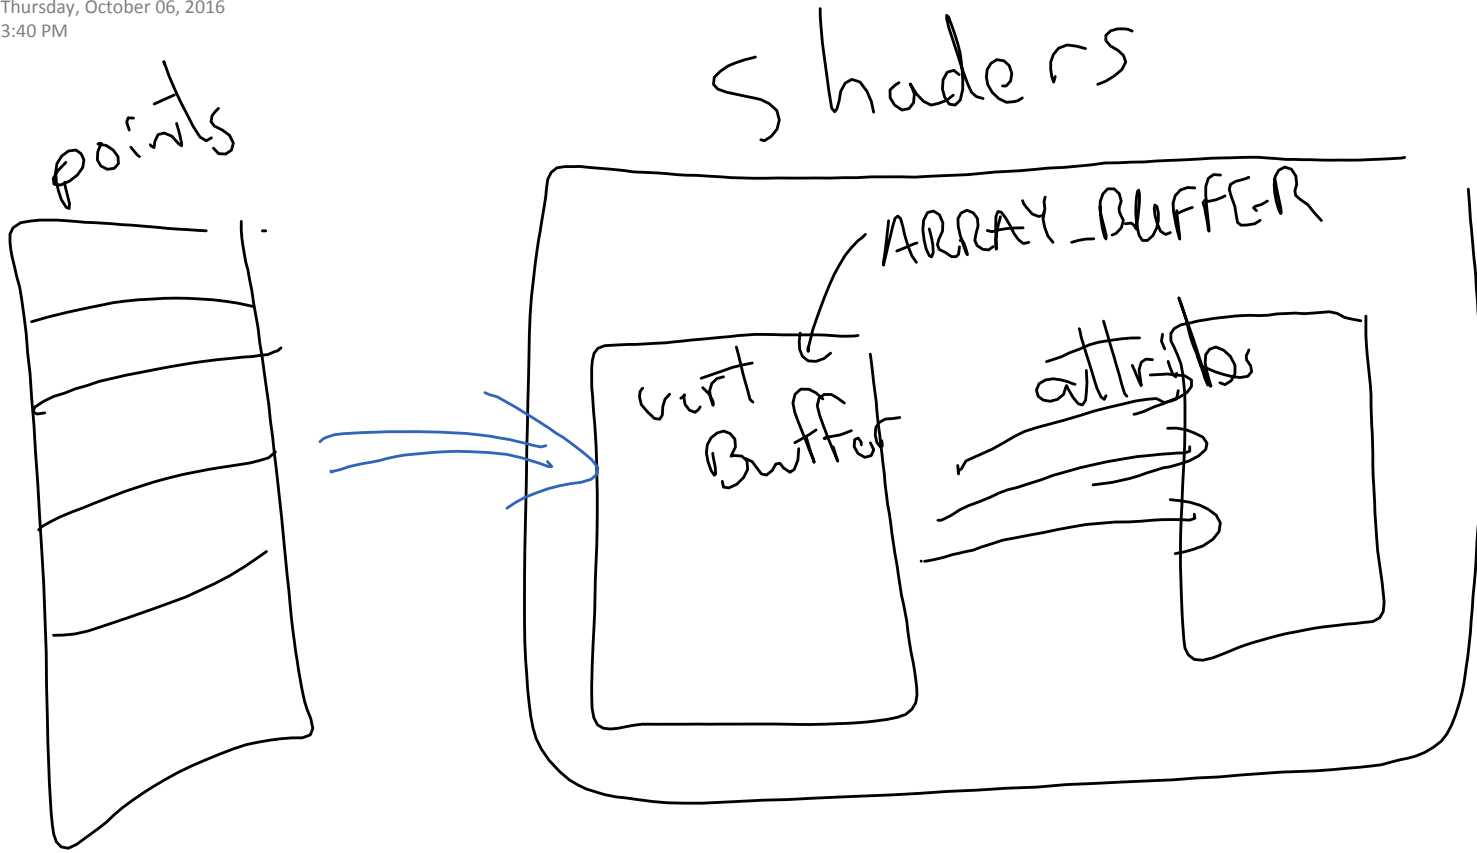 Thursday, October 06, 2016
3:40 PM
shaders
points
ARRAY_BUFFER
vert
Buffer
attribs